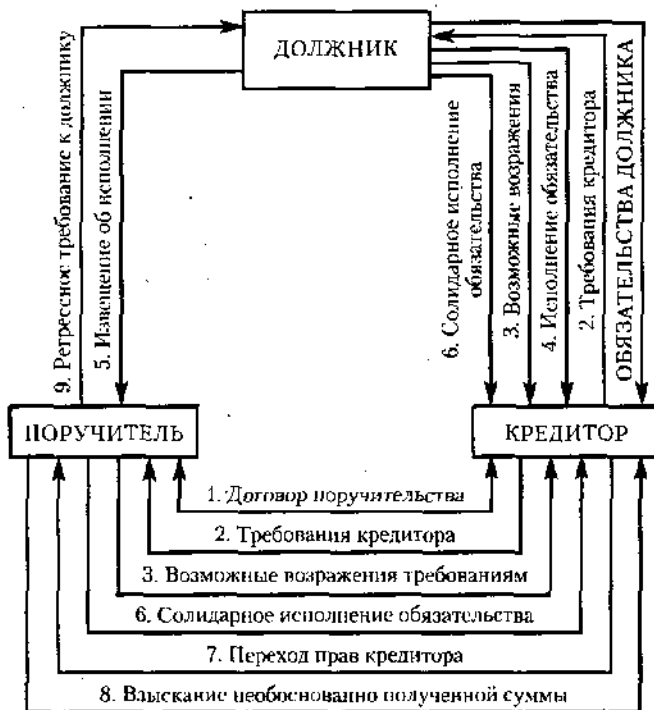 ДОЛЖНИК
9. Регрессное требование к должнику
5. Извещение об исполнении
6. Солидарное исполнение
обязательства
3. Возможные возражения
4. Исполнение обязательства
2. Требования кредитора
ОБЯЗАТЕЛЬСТВА ДОЛЖНИКА
ПОРУЧИТЕЛЬ
КРЕДИТОР
1. Договор поручительства
2. Требования кредитора
3. Возможные возражения требованиям
6. Солидарное исполнение обязательства
7. Переход прав кредитора
8. Взыскание необоснованно полученной суммы